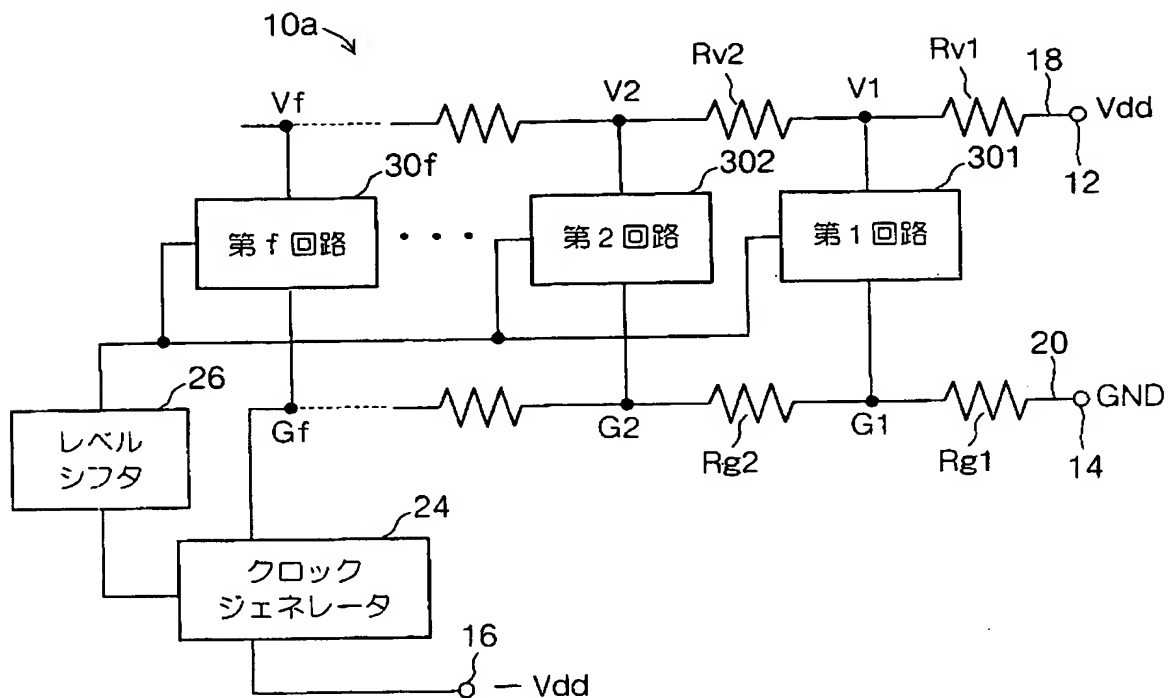 10a
Rv2
Rv1
18
Vf
V2
V1
Vdd
12
30f
302
301
第f回路
・・・
第2回路
第1回路
26
レベル
シフタ
Gf
G2
G1
20
GND
14
Rg2
Rg1
24
クロック
ジェネレータ
16
− Vdd